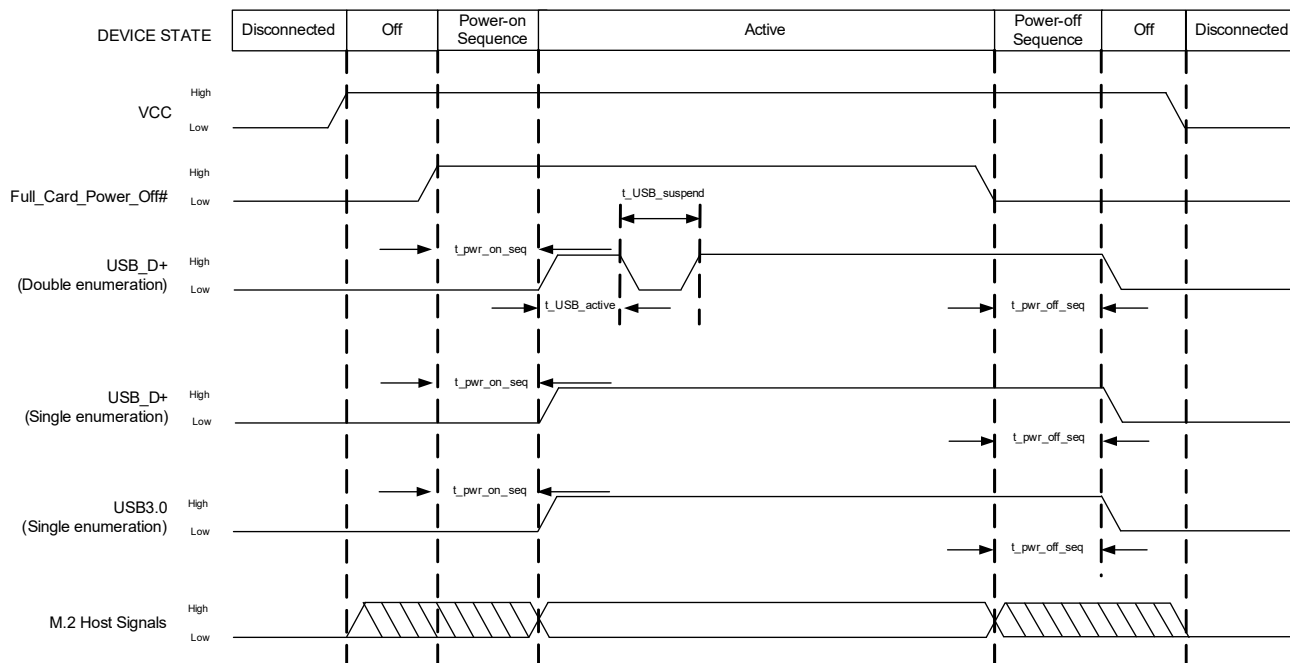 DEVICE STATE Disconnected Off Power-on Sequence Active Power-off Sequence Off Disconnected
High
VCC
Low
High
Full_Card_Power_Off#
Low
t_USB_suspend
t_pwr_on_seq
USB_D+
High
(Double enumeration)
Low
t_USB_active
t_pwr_off_seq
t_pwr_on_seq
USB_D+
High
(Single enumeration)
Low
t_pwr_off_seq
t_pwr_on_seq
USB3.0
High
(Single enumeration)
Low
t_pwr_off_seq
High
M.2 Host Signals
Low